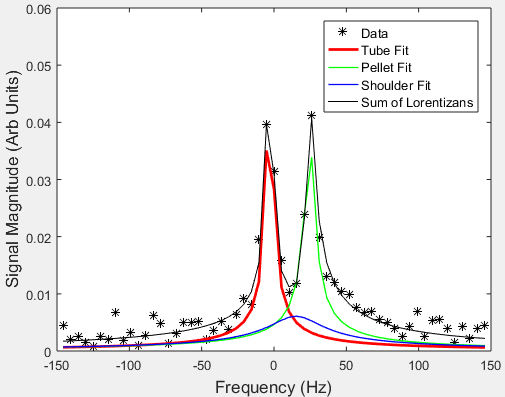 0.06
0.05
0.04
0.03
0.02
0.01
0
Signal Magnitude (Arb Units)
Data
Tube Fit
Pellet Fit
Shoulder Fit
Sum of Lorentizans
-150 -100 -50 0 50 100 150
Frequency (Hz)